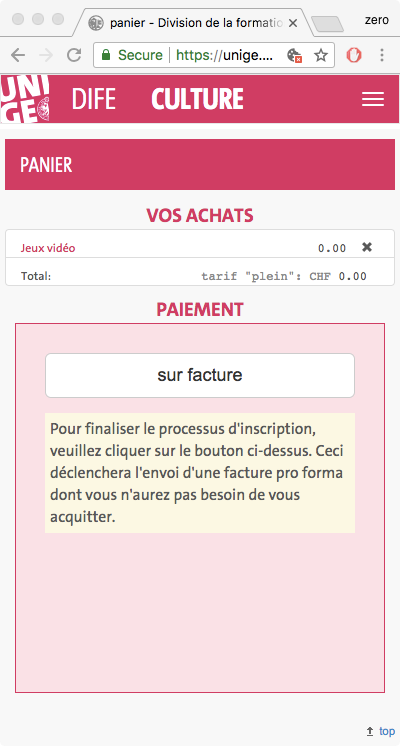 panier - Division de la formatio
zero
Secure https://unige....
UNI
GE
DIFE CULTURE
PANIER
VOS ACHATS
Jeux vidéo 0.00
Total: tarif "plein": CHF 0.00
PAIEMENT
sur facture
Pour finaliser le processus d'inscription,
veuillez cliquer sur le bouton ci-dessus. Ceci
déclenchera l'envoi d'une facture pro forma
dont vous n'aurez pas besoin de vous
acquitter.
top